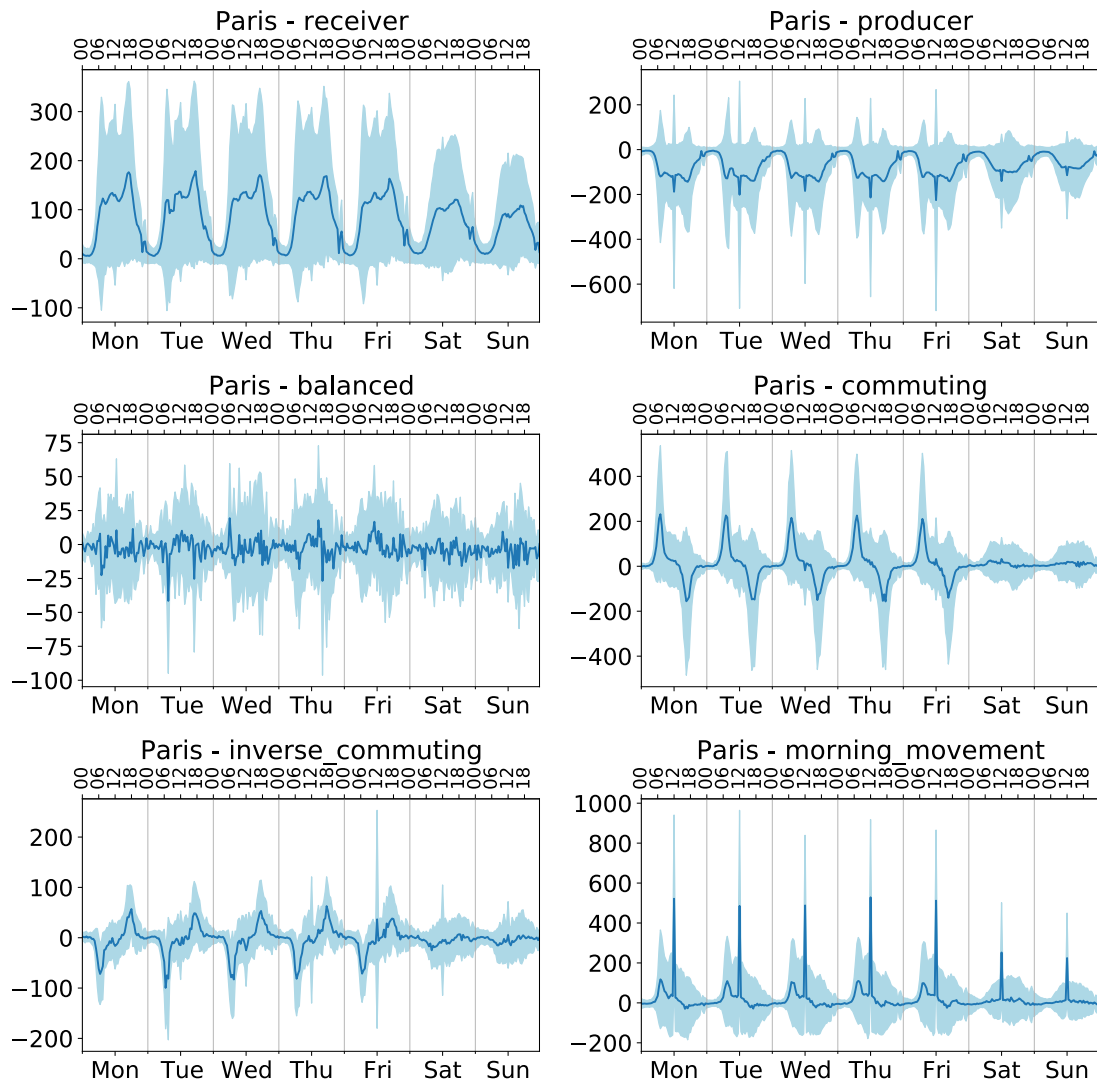 Paris - receiver
00 06 12 18 00 06 12 18 00 06 12 18 00 06 12 18 00 06 12 18 00 06 12 18 00 06 12 18
300
200
100
0
−100
Mon Tue Wed Thu Fri Sat Sun
Paris - producer
00 06 12 18 00 06 12 18 00 06 12 18 00 06 12 18 00 06 12 18 00 06 12 18 00 06 12 18
200
0
−200
−400
−600
Mon Tue Wed Thu Fri Sat Sun
Paris - balanced
00 06 12 18 00 06 12 18 00 06 12 18 00 06 12 18 00 06 12 18 00 06 12 18 00 06 12 18
75
50
25
0
−25
−50
−75
−100
Mon Tue Wed Thu Fri Sat Sun
Paris - commuting
00 06 12 18 00 06 12 18 00 06 12 18 00 06 12 18 00 06 12 18 00 06 12 18 00 06 12 18
400
200
0
−200
−400
Mon Tue Wed Thu Fri Sat Sun
Paris - inverse_commuting
00 06 12 18 00 06 12 18 00 06 12 18 00 06 12 18 00 06 12 18 00 06 12 18 00 06 12 18
200
100
0
−100
−200
Mon Tue Wed Thu Fri Sat Sun
Paris - morning_movement
00 06 12 18 00 06 12 18 00 06 12 18 00 06 12 18 00 06 12 18 00 06 12 18 00 06 12 18
1000
800
600
400
200
0
−200
Mon Tue Wed Thu Fri Sat Sun